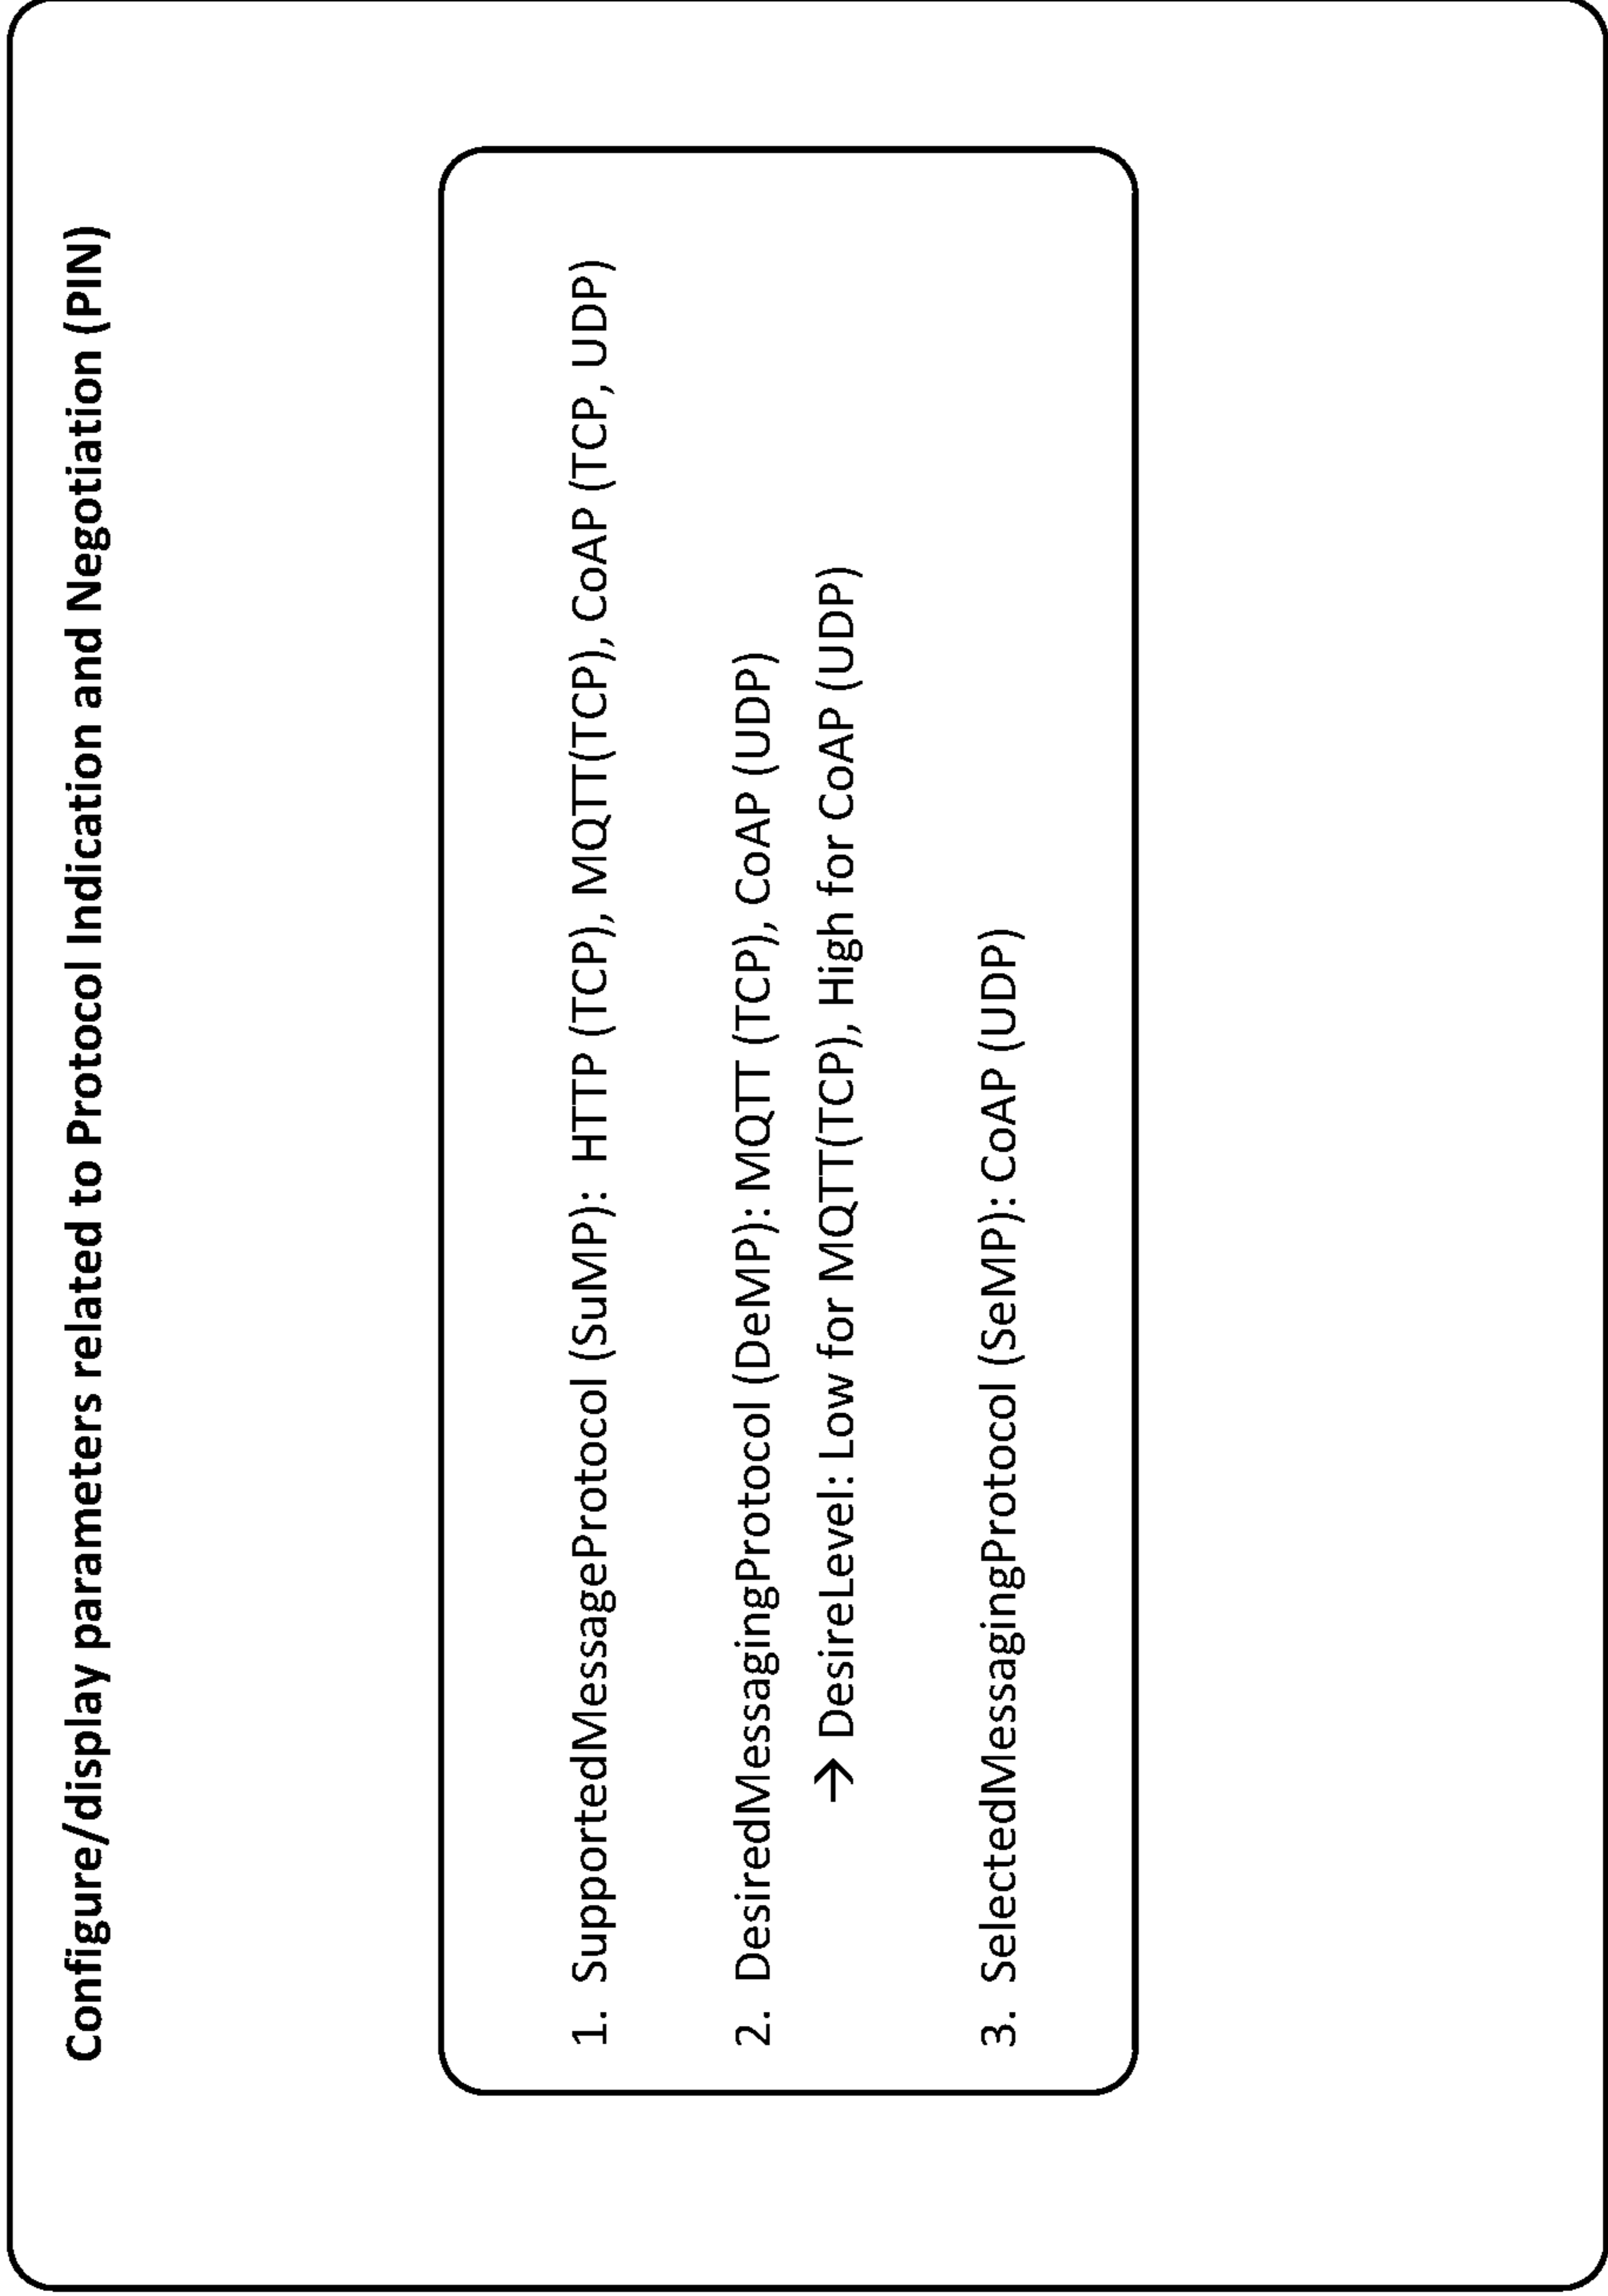 Configure/display parameters related to Protocol Indication and Negotiation (PIN)
1. SupportedMessageProtocol (SuMP): HTTP (TCP), MQTT(TCP), CoAP (TCP, UDP)
2. DesiredMessagingProtocol (DeMP): MQTT (TCP), CoAP (UDP)
→ DesireLevel: Low for MQTT(TCP), High for CoAP (UDP)
3. SelectedMessagingProtocol (SeMP): CoAP (UDP)